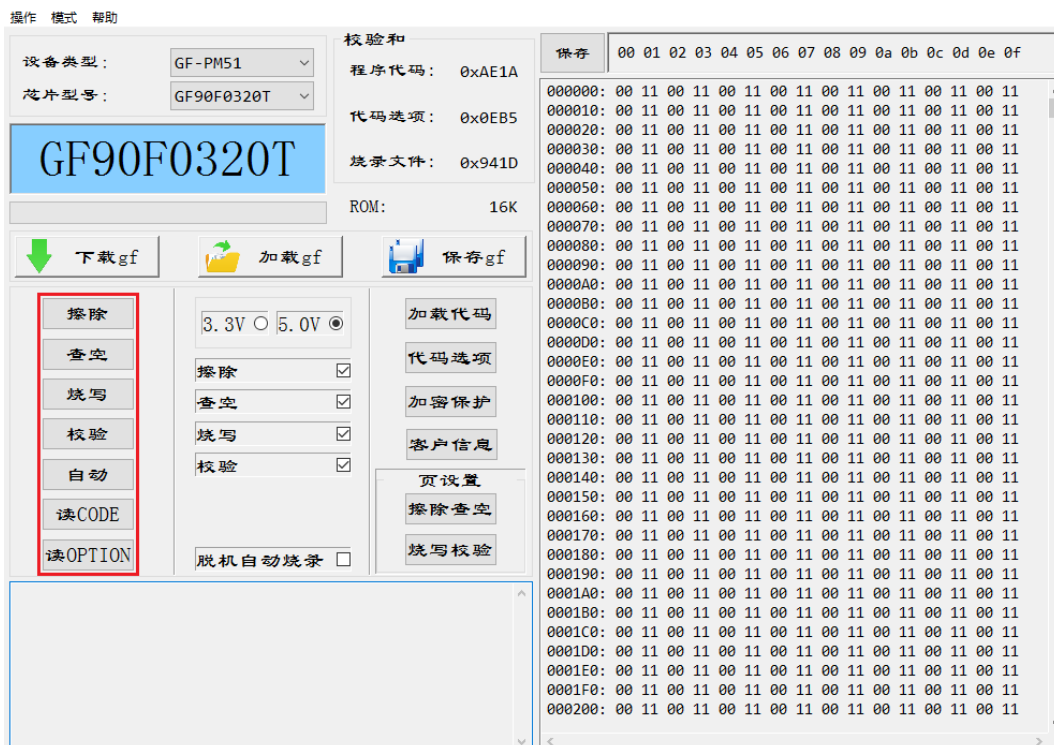 操作 模式 帮助
设备类型: GF-PM51
芯片型号: GF90F0320T
GF90F0320T
校验和
程序代码: 0xAE1A
代码选项: 0x0EB5
烧录文件: 0x941D
ROM: 16K
下载gf 加载gf 保存gf
擦除
查空
烧写
校验
自动
读CODE
读OPTION
3.3V 5.0V
擦除
查空
烧写
校验
脱机自动烧录
加载代码
代码选项
加密保护
客户信息
页设置
擦除查空
烧写校验
保存 00 01 02 03 04 05 06 07 08 09 0a 0b 0c 0d 0e 0f
000000: 00 11 00 11 00 11 00 11 00 11 00 11 00 11 00 11
000010: 00 11 00 11 00 11 00 11 00 11 00 11 00 11 00 11
000020: 00 11 00 11 00 11 00 11 00 11 00 11 00 11 00 11
000030: 00 11 00 11 00 11 00 11 00 11 00 11 00 11 00 11
000040: 00 11 00 11 00 11 00 11 00 11 00 11 00 11 00 11
000050: 00 11 00 11 00 11 00 11 00 11 00 11 00 11 00 11
000060: 00 11 00 11 00 11 00 11 00 11 00 11 00 11 00 11
000070: 00 11 00 11 00 11 00 11 00 11 00 11 00 11 00 11
000080: 00 11 00 11 00 11 00 11 00 11 00 11 00 11 00 11
000090: 00 11 00 11 00 11 00 11 00 11 00 11 00 11 00 11
0000A0: 00 11 00 11 00 11 00 11 00 11 00 11 00 11 00 11
0000B0: 00 11 00 11 00 11 00 11 00 11 00 11 00 11 00 11
0000C0: 00 11 00 11 00 11 00 11 00 11 00 11 00 11 00 11
0000D0: 00 11 00 11 00 11 00 11 00 11 00 11 00 11 00 11
0000E0: 00 11 00 11 00 11 00 11 00 11 00 11 00 11 00 11
0000F0: 00 11 00 11 00 11 00 11 00 11 00 11 00 11 00 11
000100: 00 11 00 11 00 11 00 11 00 11 00 11 00 11 00 11
000110: 00 11 00 11 00 11 00 11 00 11 00 11 00 11 00 11
000120: 00 11 00 11 00 11 00 11 00 11 00 11 00 11 00 11
000130: 00 11 00 11 00 11 00 11 00 11 00 11 00 11 00 11
000140: 00 11 00 11 00 11 00 11 00 11 00 11 00 11 00 11
000150: 00 11 00 11 00 11 00 11 00 11 00 11 00 11 00 11
000160: 00 11 00 11 00 11 00 11 00 11 00 11 00 11 00 11
000170: 00 11 00 11 00 11 00 11 00 11 00 11 00 11 00 11
000180: 00 11 00 11 00 11 00 11 00 11 00 11 00 11 00 11
000190: 00 11 00 11 00 11 00 11 00 11 00 11 00 11 00 11
0001A0: 00 11 00 11 00 11 00 11 00 11 00 11 00 11 00 11
0001B0: 00 11 00 11 00 11 00 11 00 11 00 11 00 11 00 11
0001C0: 00 11 00 11 00 11 00 11 00 11 00 11 00 11 00 11
0001D0: 00 11 00 11 00 11 00 11 00 11 00 11 00 11 00 11
0001E0: 00 11 00 11 00 11 00 11 00 11 00 11 00 11 00 11
0001F0: 00 11 00 11 00 11 00 11 00 11 00 11 00 11 00 11
000200: 00 11 00 11 00 11 00 11 00 11 00 11 00 11 00 11